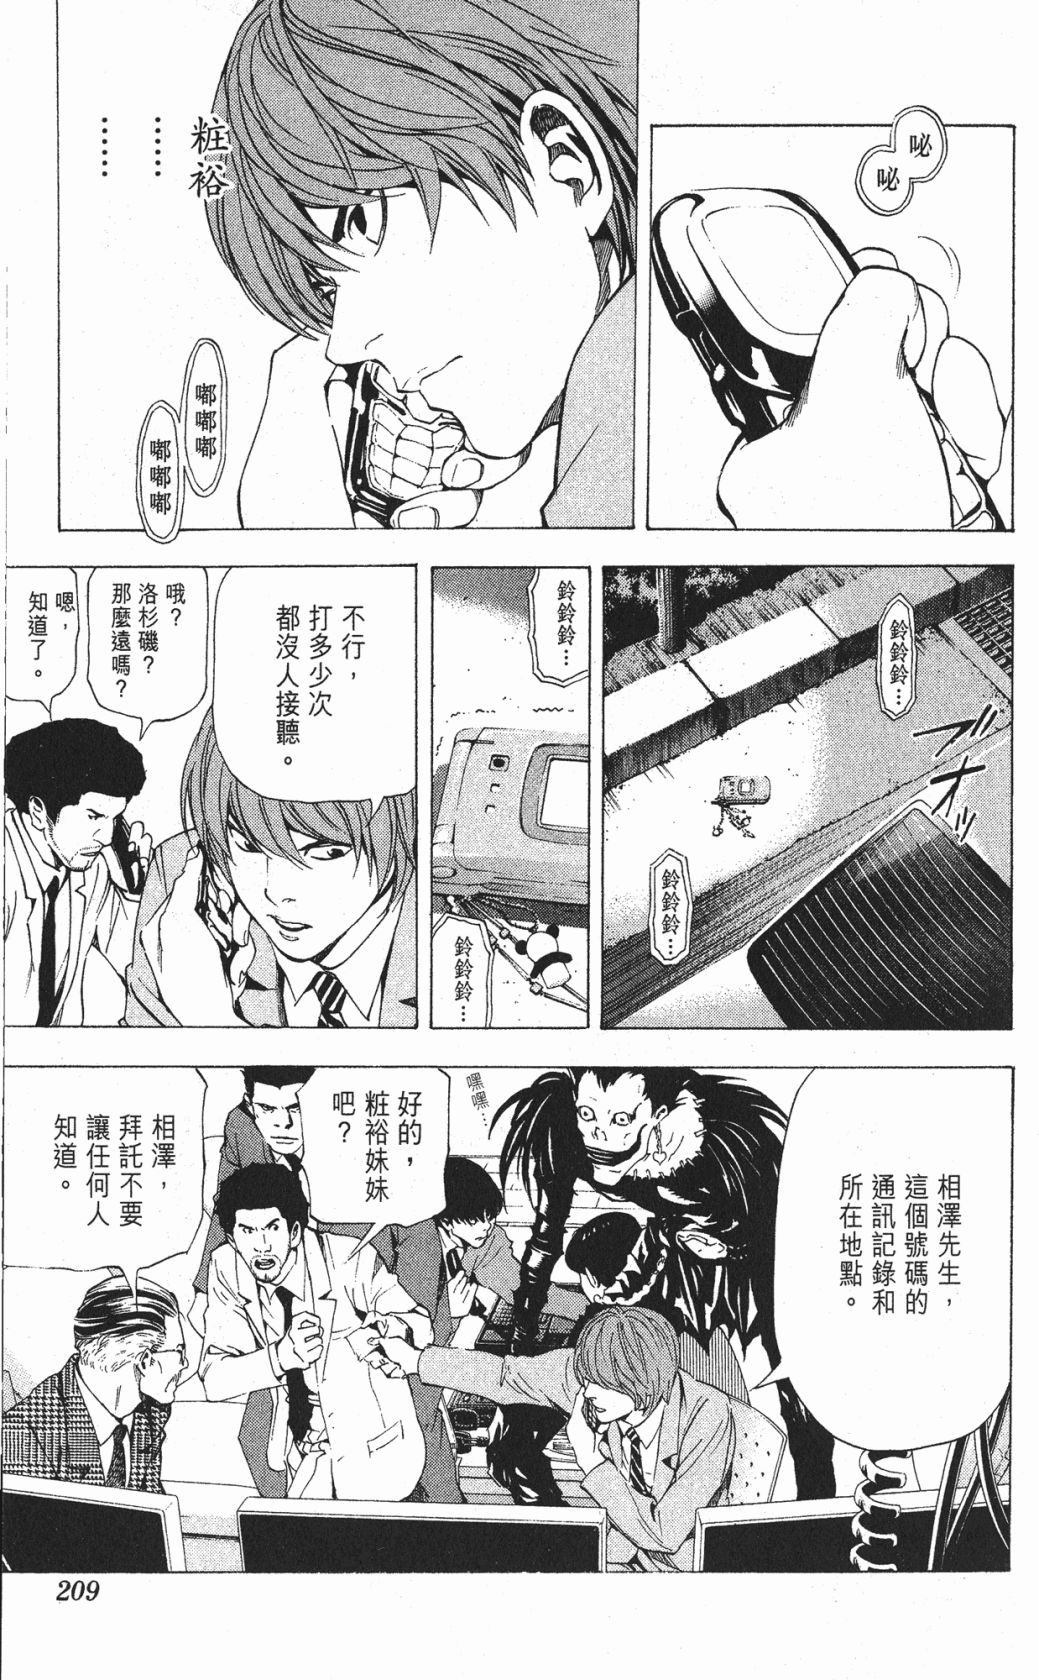 嗶
嗶
粧裕
……
……
嘟嘟嘟
嘟嘟嘟
鈴鈴鈴…
鈴鈴鈴…
鈴鈴鈴…
鈴鈴鈴…
不行，
打多少次
都沒人接聽。
哦？
洛杉磯？
那麼遠嗎？
嗯，
知道了。
相澤先生，
這個號碼的
通訊記錄和
所在地點。
嘿嘿…
好的，
粧裕妹妹
吧？
相澤，
拜託不要
讓任何人
知道。
209